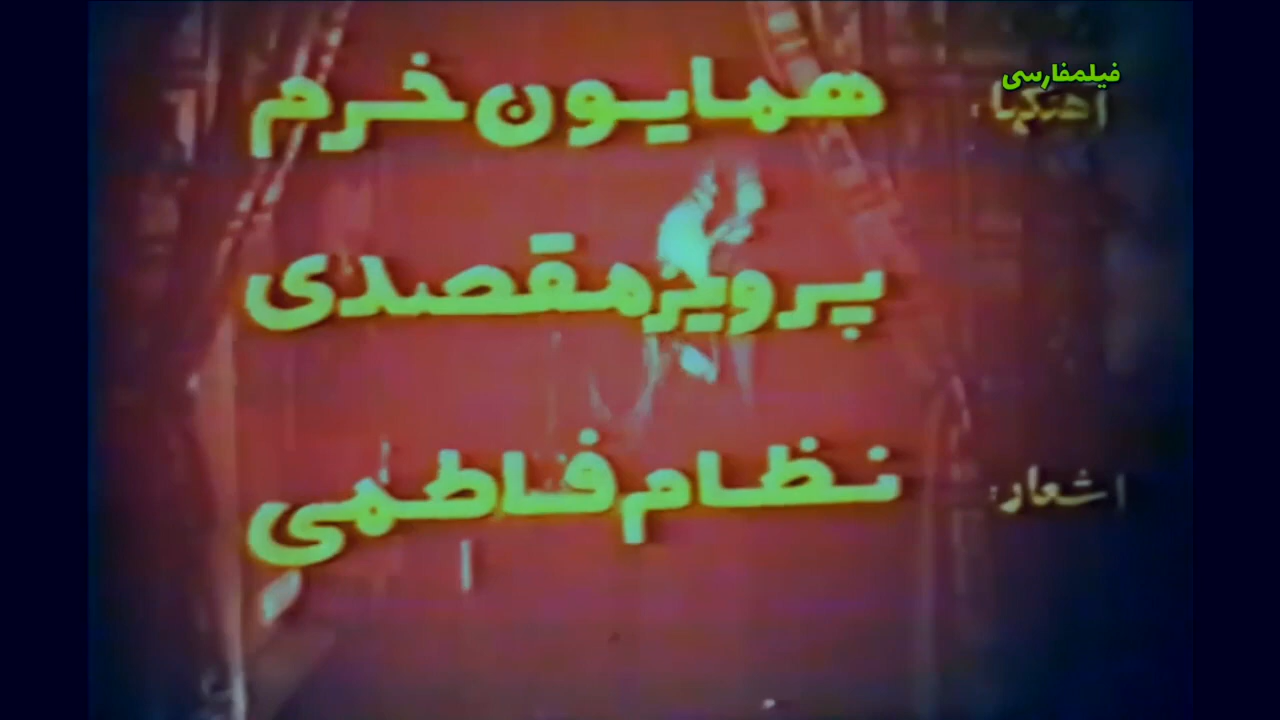 فیلمفارسی
آهنگها: همایون خرم
پرویز مقصدی
اشعار: نظام فاطمی